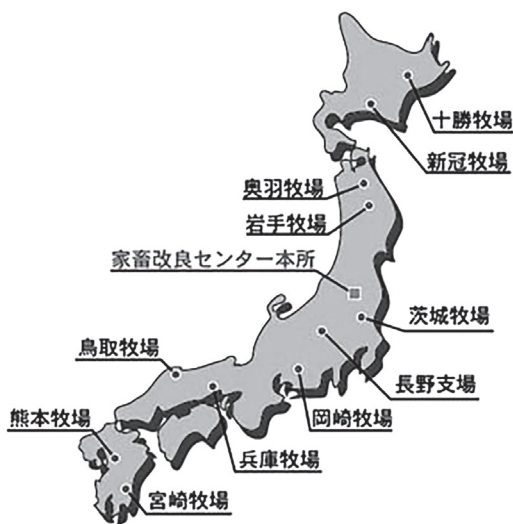 十勝牧場
新冠牧場
奥羽牧場
岩手牧場
家畜改良センター本所
茨城牧場
長野支場
鳥取牧場
岡崎牧場
熊本牧場
兵庫牧場
宮崎牧場